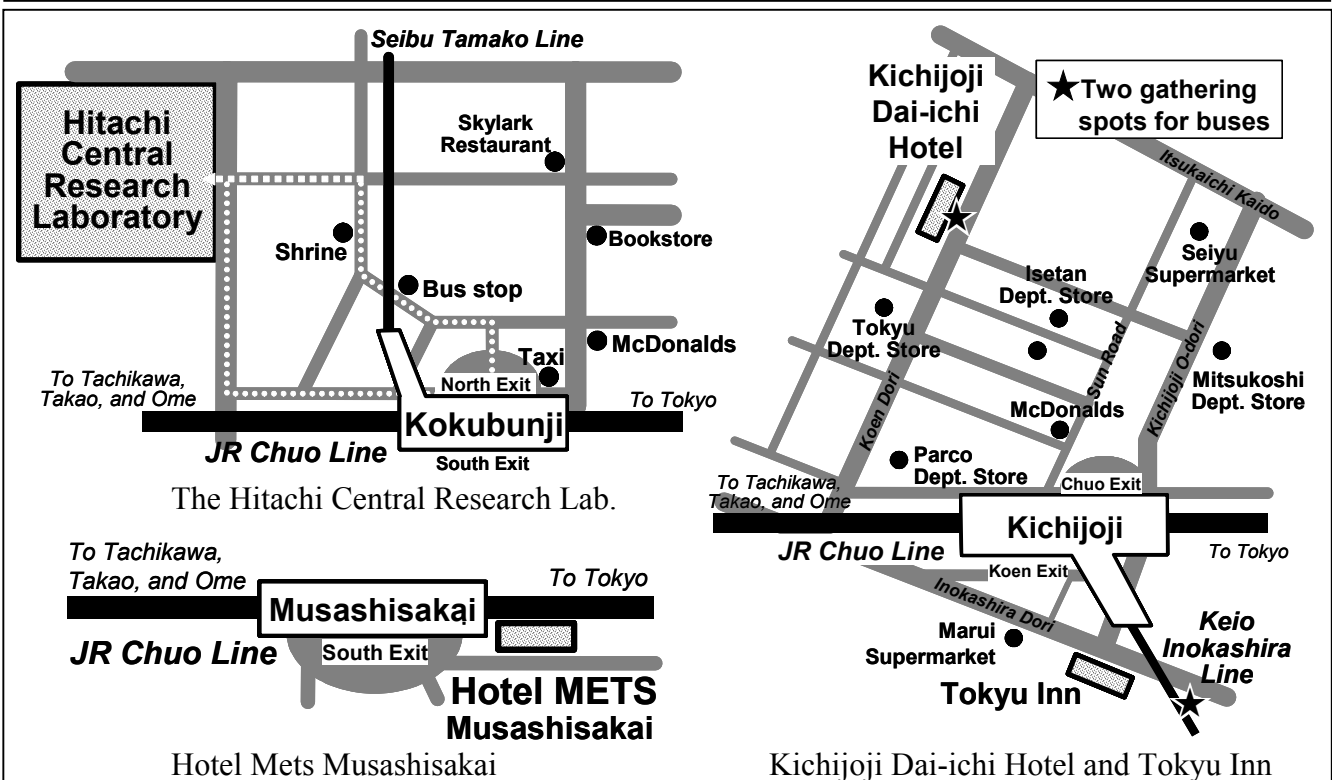 Seibu Tamako Line
Hitachi
Central
Research
Laboratory
Skylark
Restaurant
Shrine
Bus stop
Bookstore
McDonalds
Taxi
North Exit
To Tachikawa,
Takao, and Ome
To Tokyo
Kokubunji
JR Chuo Line
South Exit
The Hitachi Central Research Lab.
To Tachikawa,
Takao, and Ome
To Tokyo
Musashisakai
JR Chuo Line
South Exit
Hotel METS
Musashisakai
Hotel Mets Musashisakai
Kichijoji
Dai-ichi
Hotel
★Two gathering
spots for buses
Itsukaichi Kaido
Seiyu
Supermarket
Isetan
Dept. Store
Tokyu
Dept. Store
Sun Road
Kichijoji O-dori
Mitsukoshi
Dept. Store
Koen Dori
McDonalds
Parco
Dept. Store
Chuo Exit
To Tachikawa,
Takao, and Ome
Kichijoji
JR Chuo Line
To Tokyo
Koen Exit
Inokashira Dori
Marui
Supermarket
Keio
Inokashira
Line
Tokyu Inn
Kichijoji Dai-ichi Hotel and Tokyu Inn